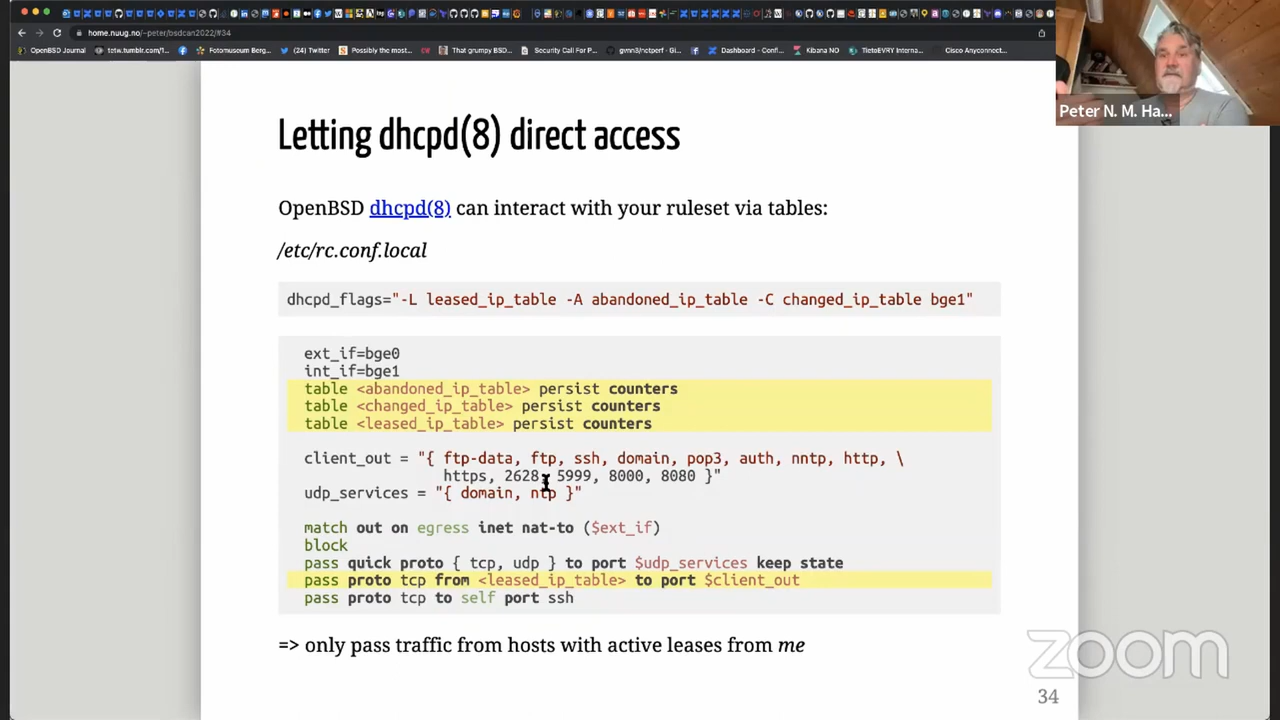 home.nuug.no/~peter/bsdcan2022/#34
OpenBSD Journal
tstw.tumblr.com/
Fotomuseum Berg...
(24) Twitter
Possibly the most...
That grumpy BSD...
Security Call For P...
gvnn3/netperf · Gi...
Dashboard - Confl...
Kibana NO
TietoEVRY Interna...
Cisco Anyconnect...
Peter N. M. Ha...
Letting dhcpd(8) direct access
OpenBSD dhcpd(8) can interact with your ruleset via tables:
/etc/rc.conf.local
dhcpd_flags="-L leased_ip_table -A abandoned_ip_table -C changed_ip_table bge1"
ext_if=bge0
int_if=bge1
table <abandoned_ip_table> persist counters
table <changed_ip_table> persist counters
table <leased_ip_table> persist counters
client_out = "{ ftp-data, ftp, ssh, domain, pop3, auth, nntp, http, \
https, 2628, 5999, 8000, 8080 }"
udp_services = "{ domain, ntp }"
match out on egress inet nat-to ($ext_if)
block
pass quick proto { tcp, udp } to port $udp_services keep state
pass proto tcp from <leased_ip_table> to port $client_out
pass proto tcp to self port ssh
=> only pass traffic from hosts with active leases from me
zoom
34